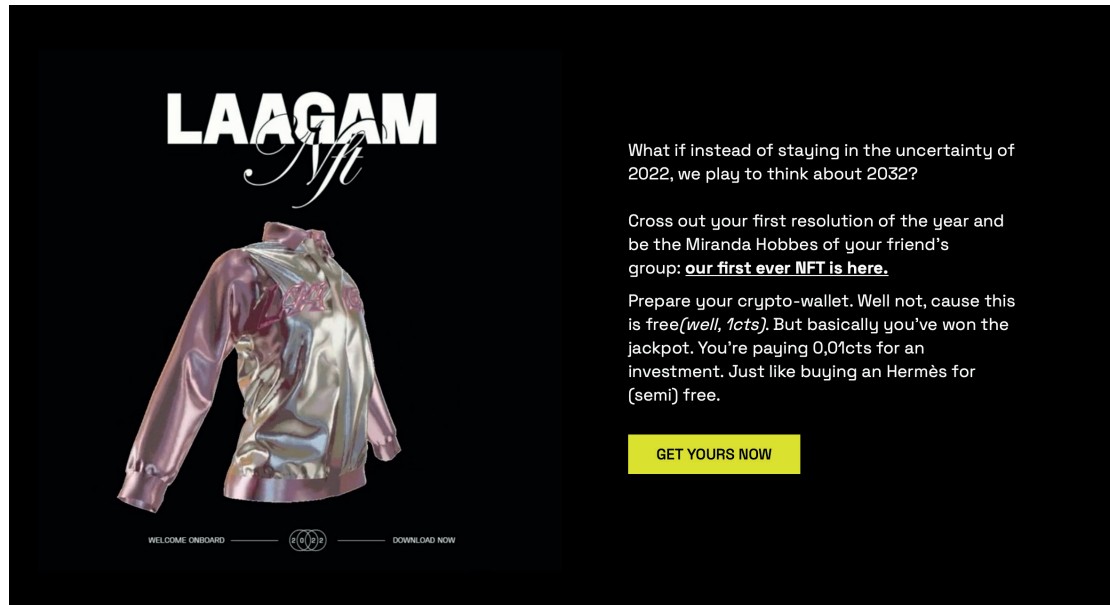 LAAGAM
Nft
WELCOME ONBOARD
2022
DOWNLOAD NOW
What if instead of staying in the uncertainty of
2022, we play to think about 2032?
Cross out your first resolution of the year and
be the Miranda Hobbes of your friend's
group: our first ever NFT is here.
Prepare your crypto-wallet. Well not, cause this
is free(well, 1cts). But basically you've won the
jackpot. You're paying 0,01cts for an
investment. Just like buying an Hermès for
(semi) free.
GET YOURS NOW